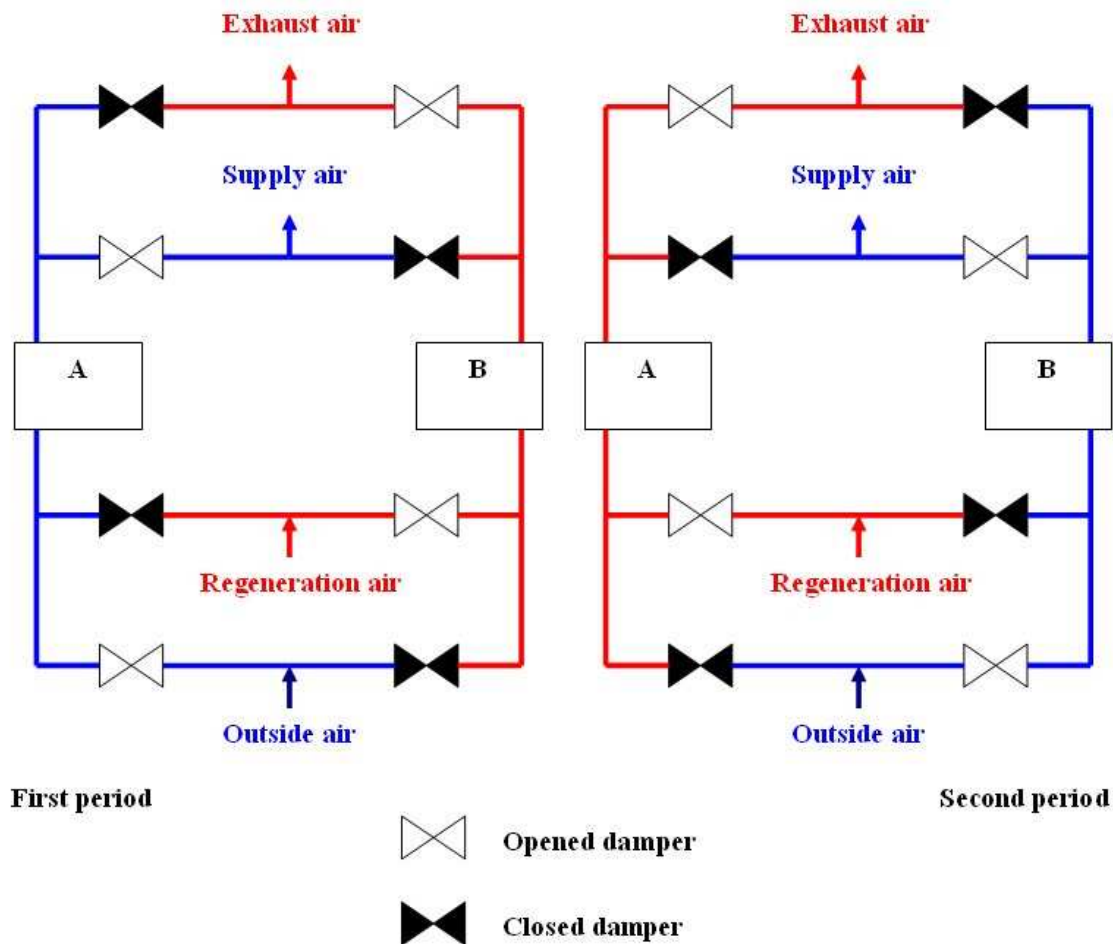 Exhaust air
Exhaust air
Supply air
Supply air
A
B
A
B
Regeneration air
Regeneration air
Outside air
Outside air
First period
Second period
Opened damper
Closed damper